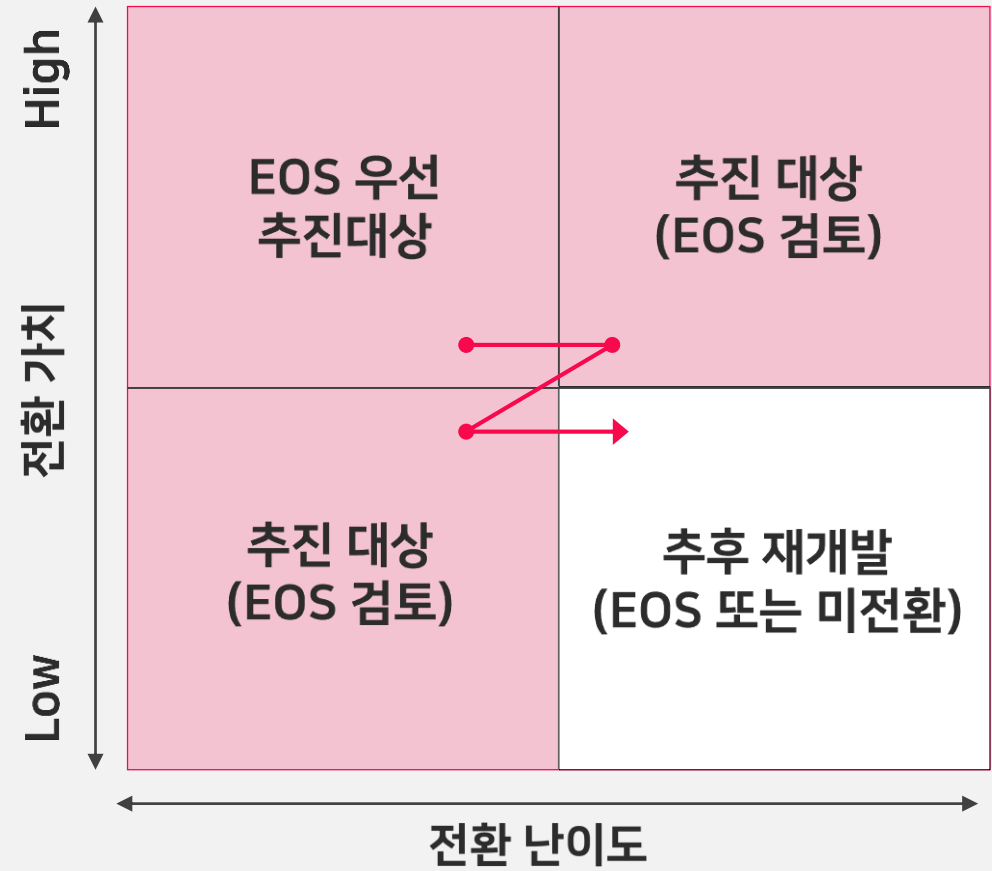 High
EOS 우선
추진대상
추진 대상
(EOS 검토)
전환 가치
추진 대상
(EOS 검토)
추후 재개발
(EOS 또는 미전환)
Low
전환 난이도